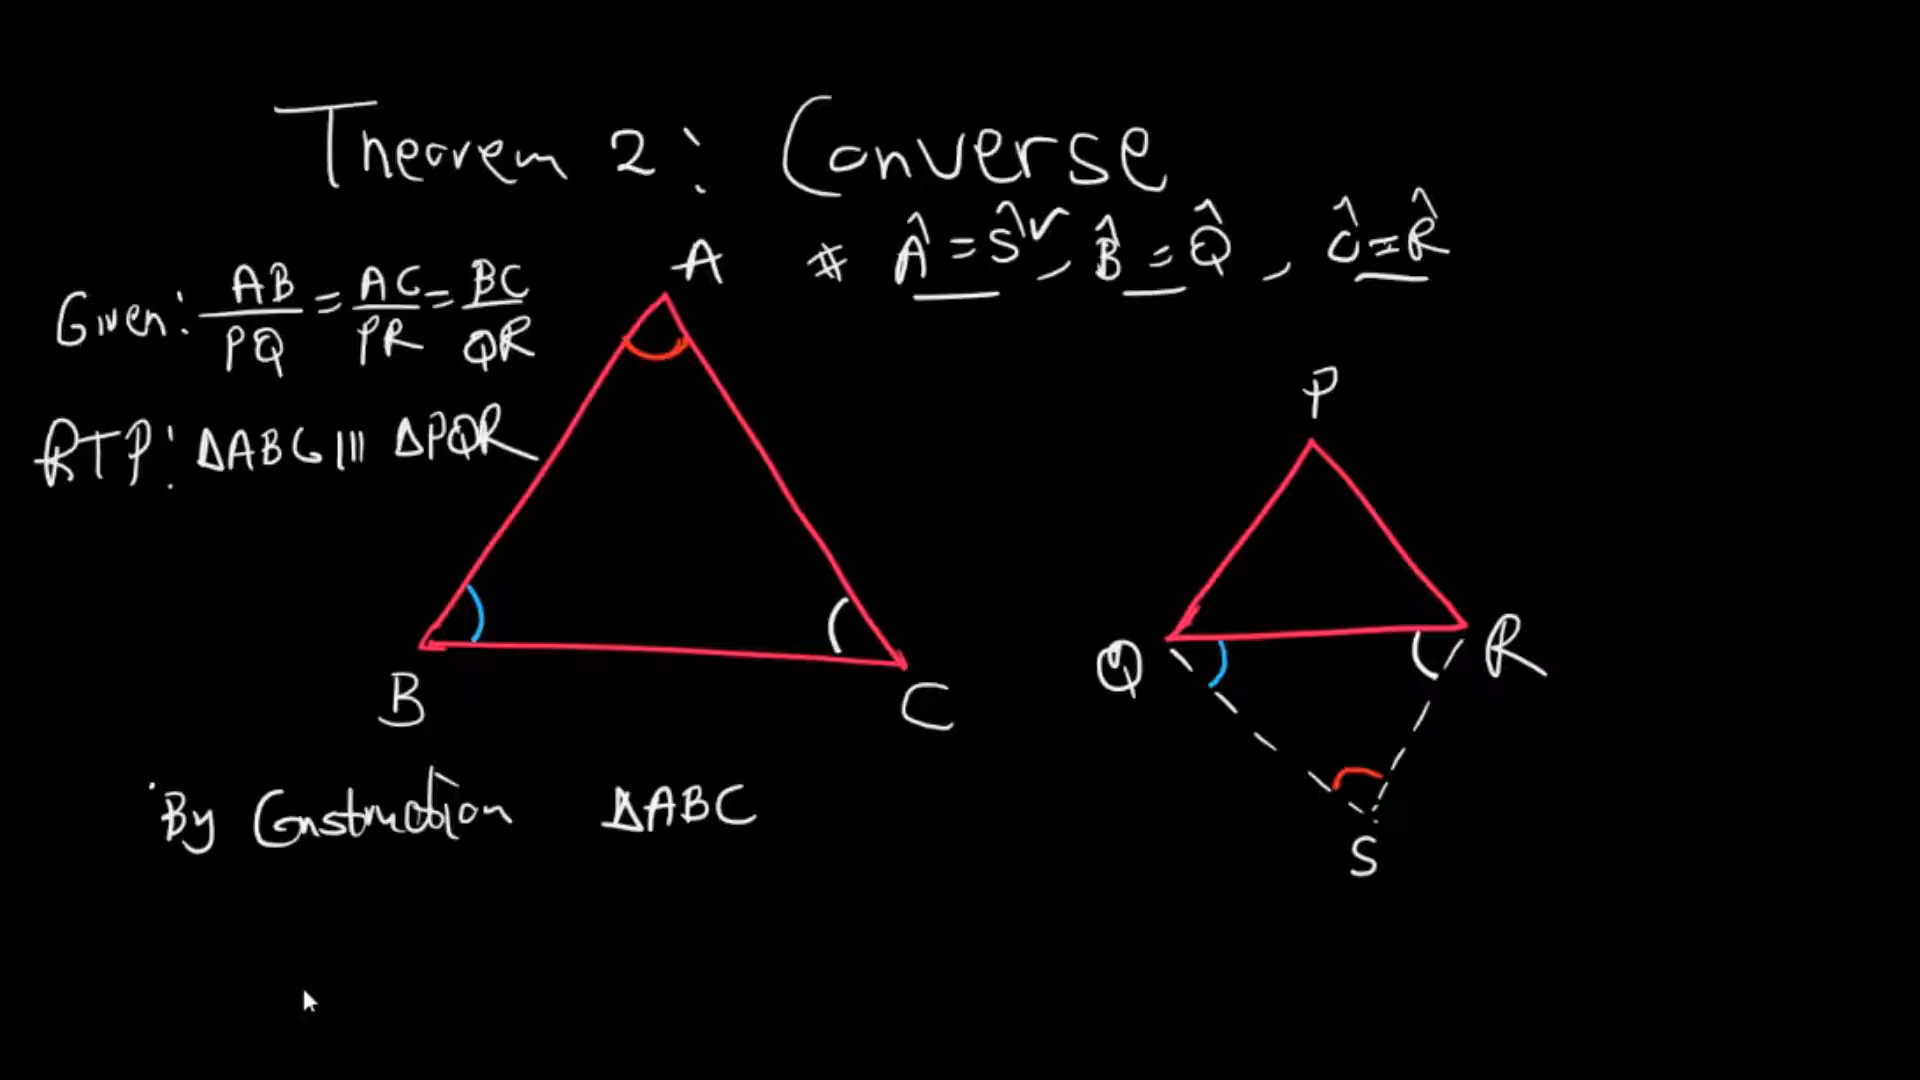 Theorem 2: Converse
* Â = Ŝ, B̂ = Q̂, Ĉ = R̂
Given: AB/PQ = AC/PR = BC/QR
A
P
RTP: ΔABC ||| ΔPQR
Q
R
B
C
By Construction ΔABC
S